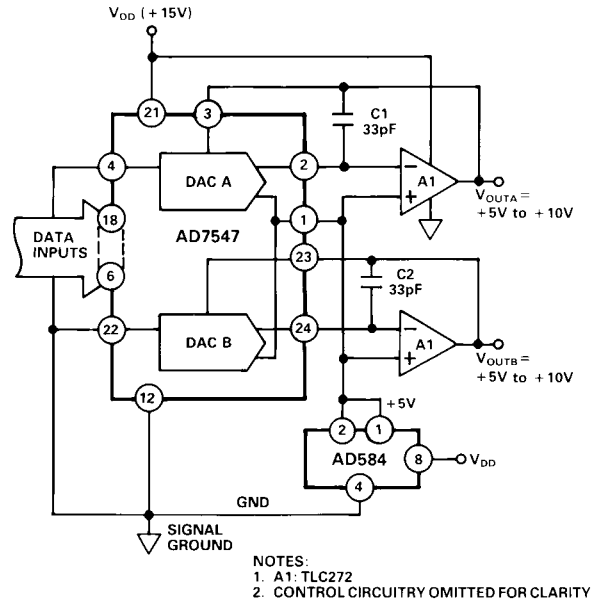 V_DD (+15V)
21
3
C1
33pF
4
DAC A
2
A1
−
+
V_OUTA =
+5V to +10V
1
18
DATA
INPUTS
AD7547
6
23
C2
33pF
22
DAC B
24
−
+
A1
V_OUTB =
+5V to +10V
12
+5V
2
1
AD584
8
V_DD
4
GND
SIGNAL
GROUND
NOTES:
1. A1: TLC272
2. CONTROL CIRCUITRY OMITTED FOR CLARITY